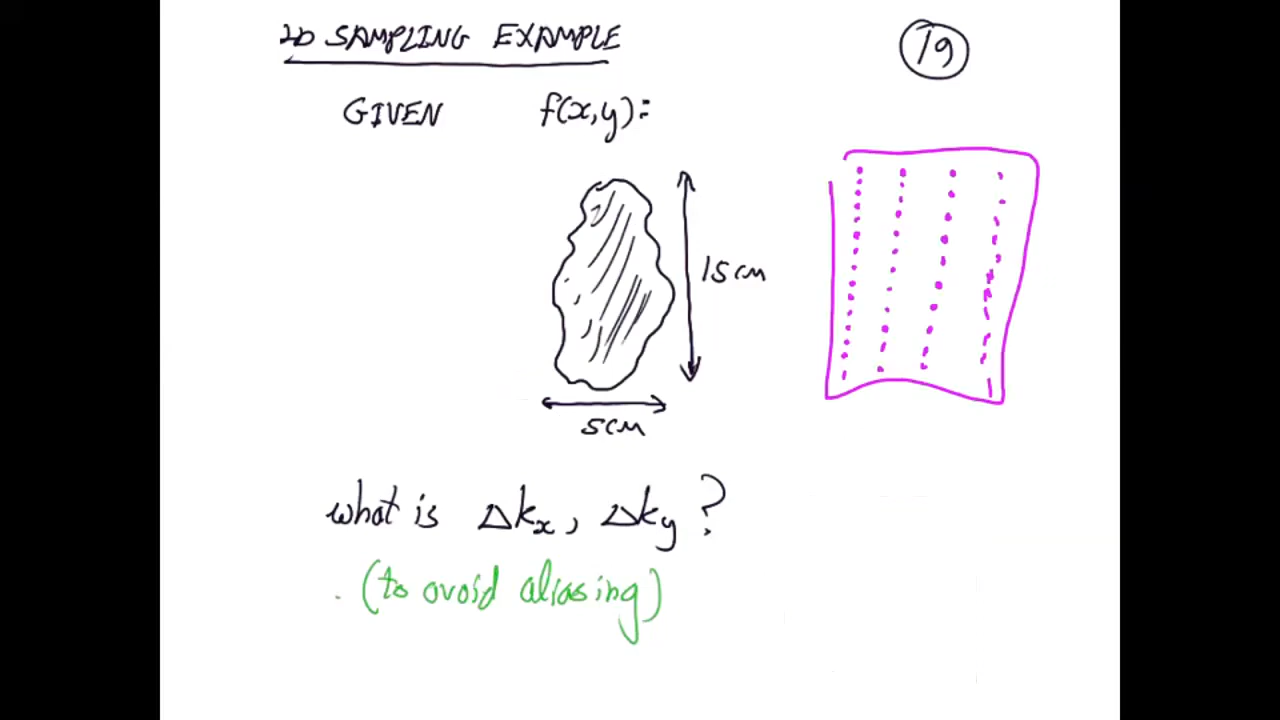 2D SAMPLING EXAMPLE
19
GIVEN f(x,y):
15cm
5cm
what is Δkx, Δky ?
(to avoid aliasing)